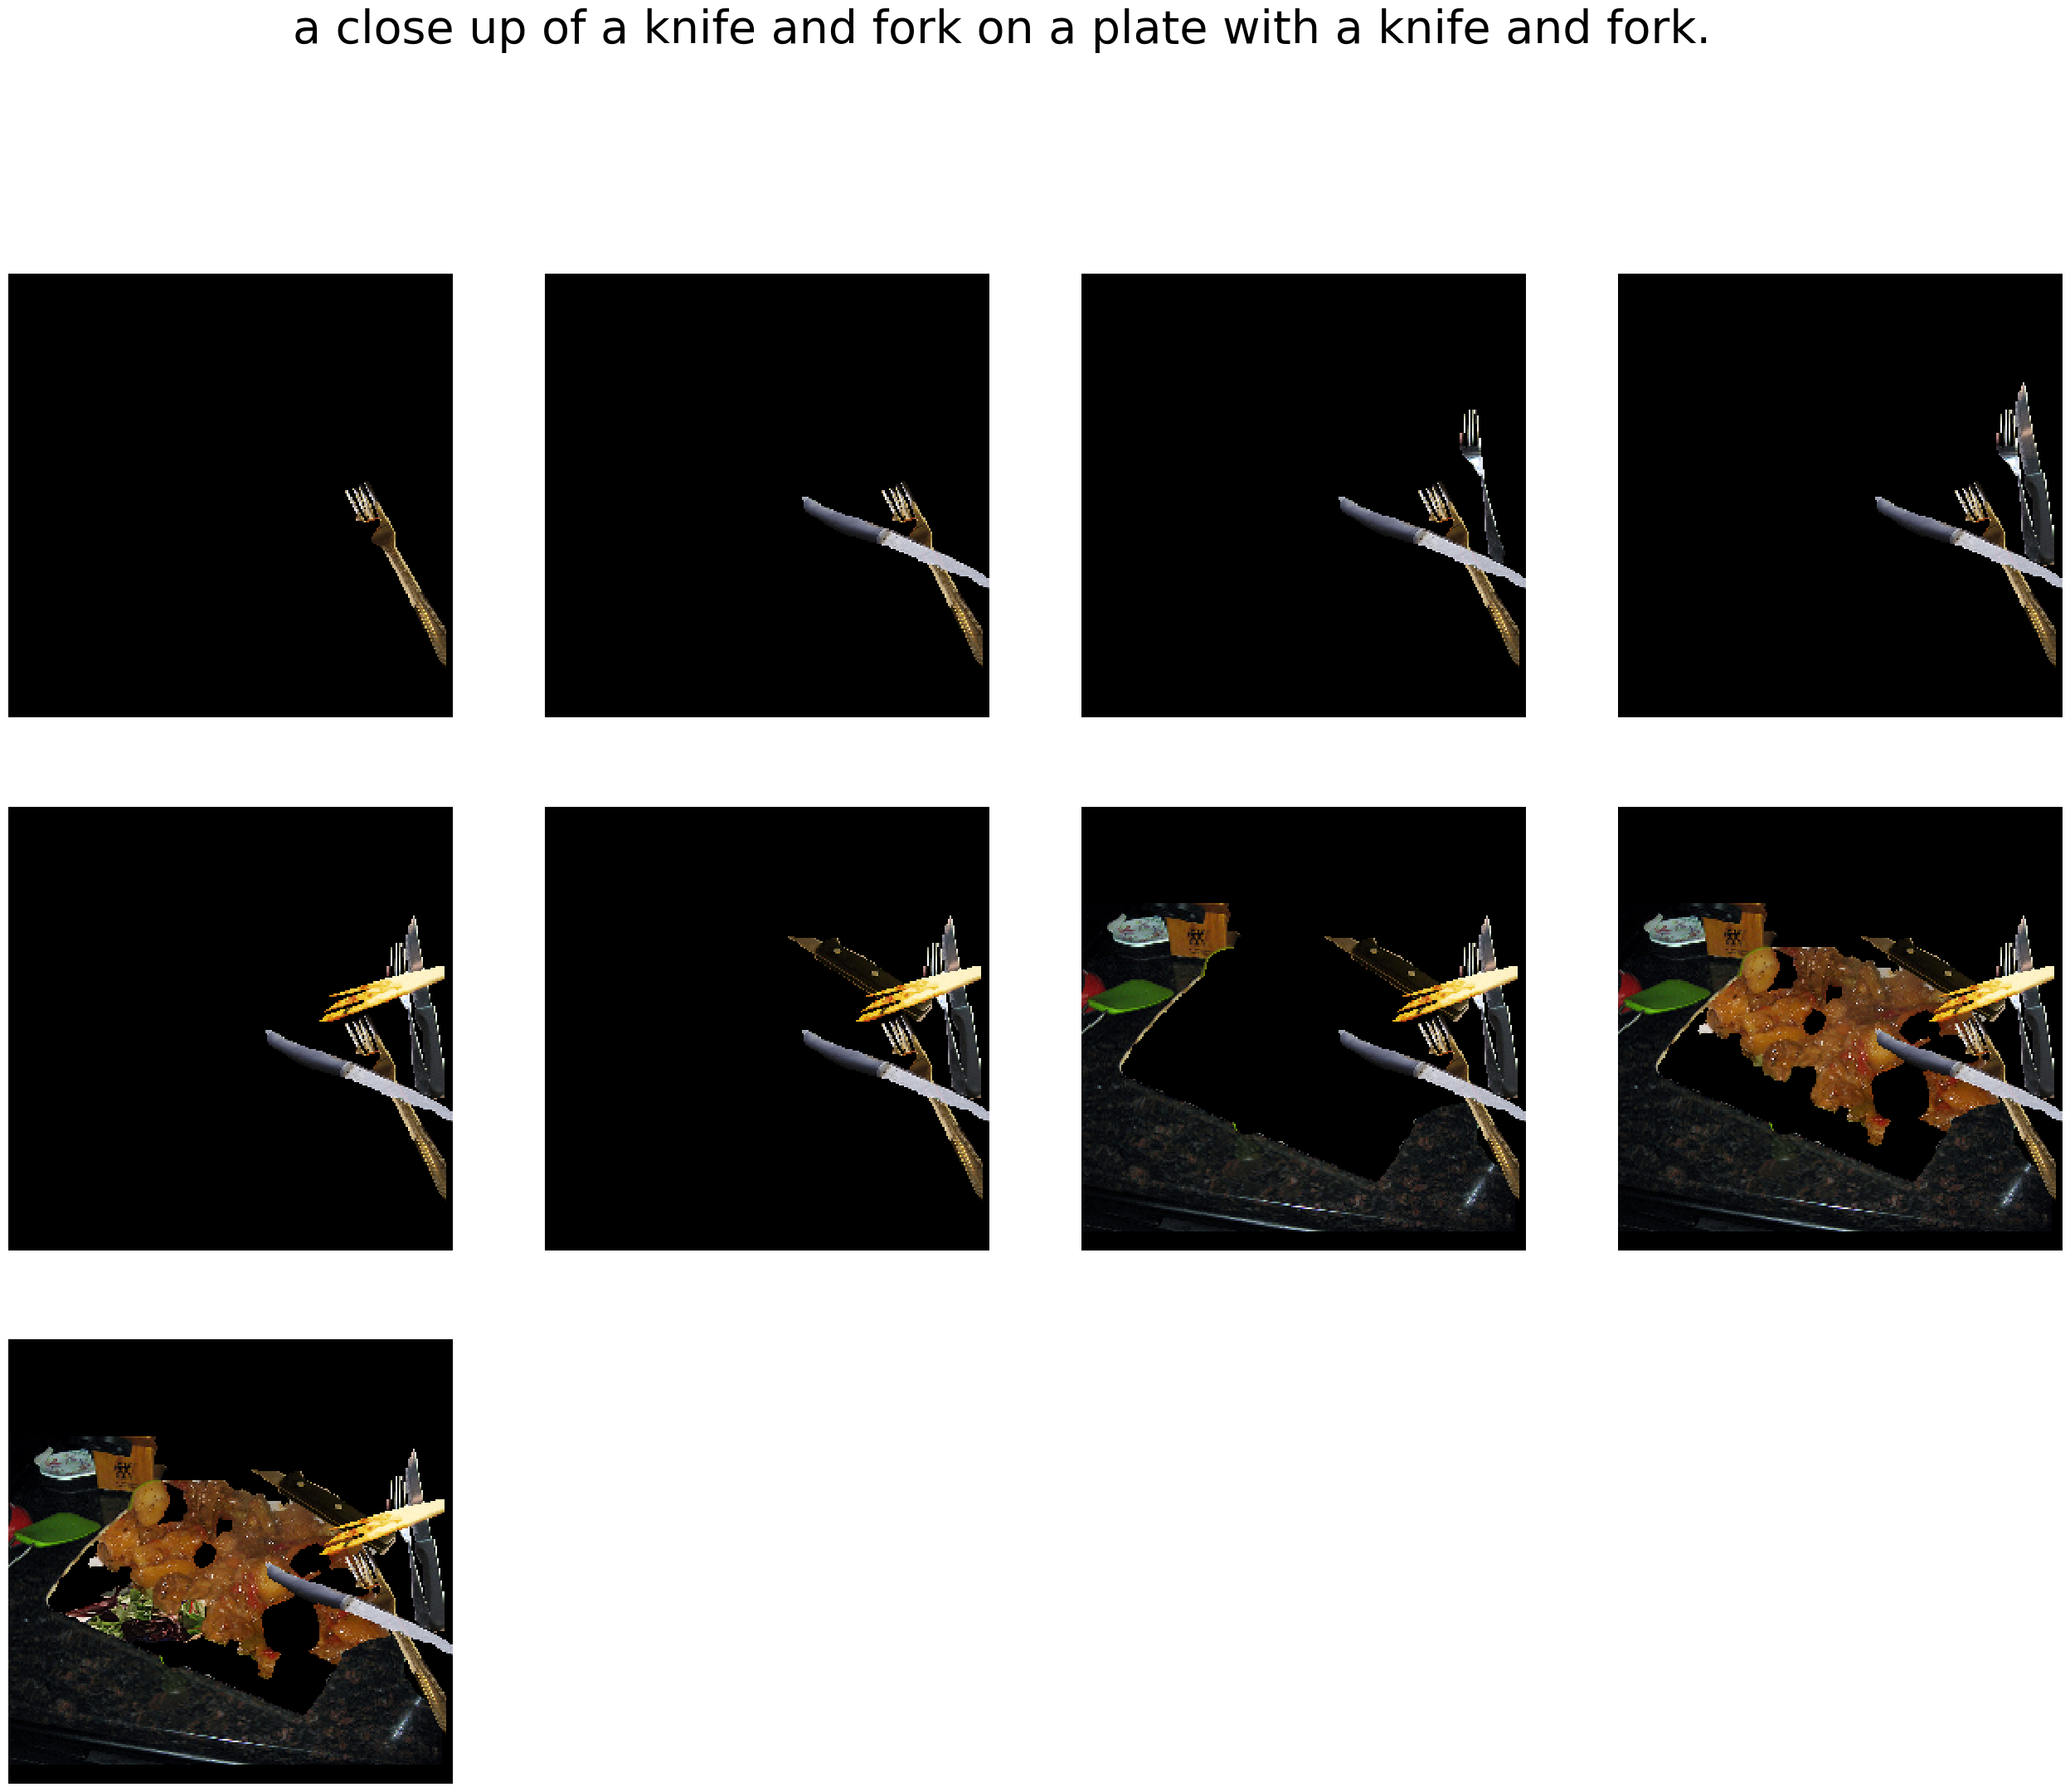 a close up of a knife and fork on a plate with a knife and fork.